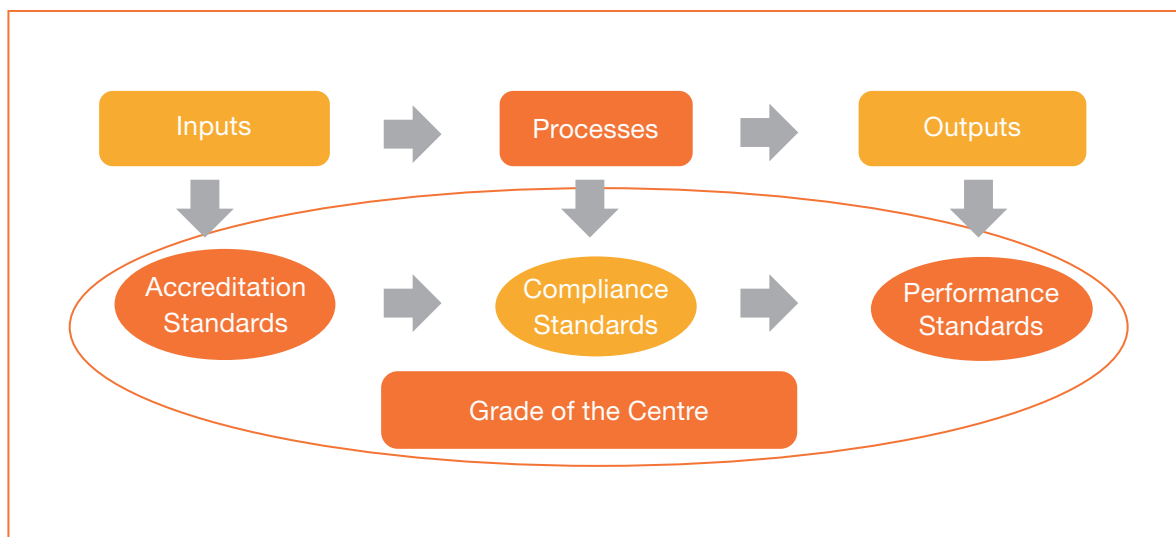 Inputs
Processes
Outputs
Accreditation
Standards
Compliance
Standards
Performance
Standards
Grade of the Centre